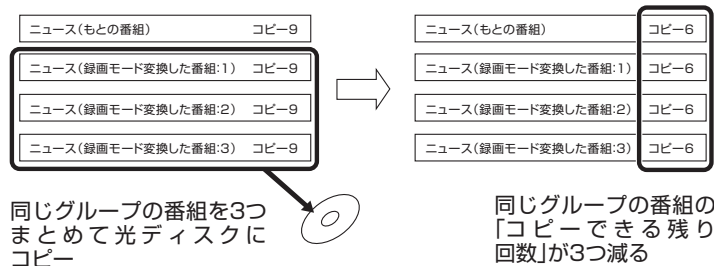 ニュース(もとの番組) コピー9
ニュース(録画モード変換した番組:1) コピー9
ニュース(録画モード変換した番組:2) コピー9
ニュース(録画モード変換した番組:3) コピー9
同じグループの番組を3つ
まとめて光ディスクに
コピー
ニュース(もとの番組) コピー6
ニュース(録画モード変換した番組:1) コピー6
ニュース(録画モード変換した番組:2) コピー6
ニュース(録画モード変換した番組:3) コピー6
同じグループの番組の
「コピーできる残り
回数」が3つ減る